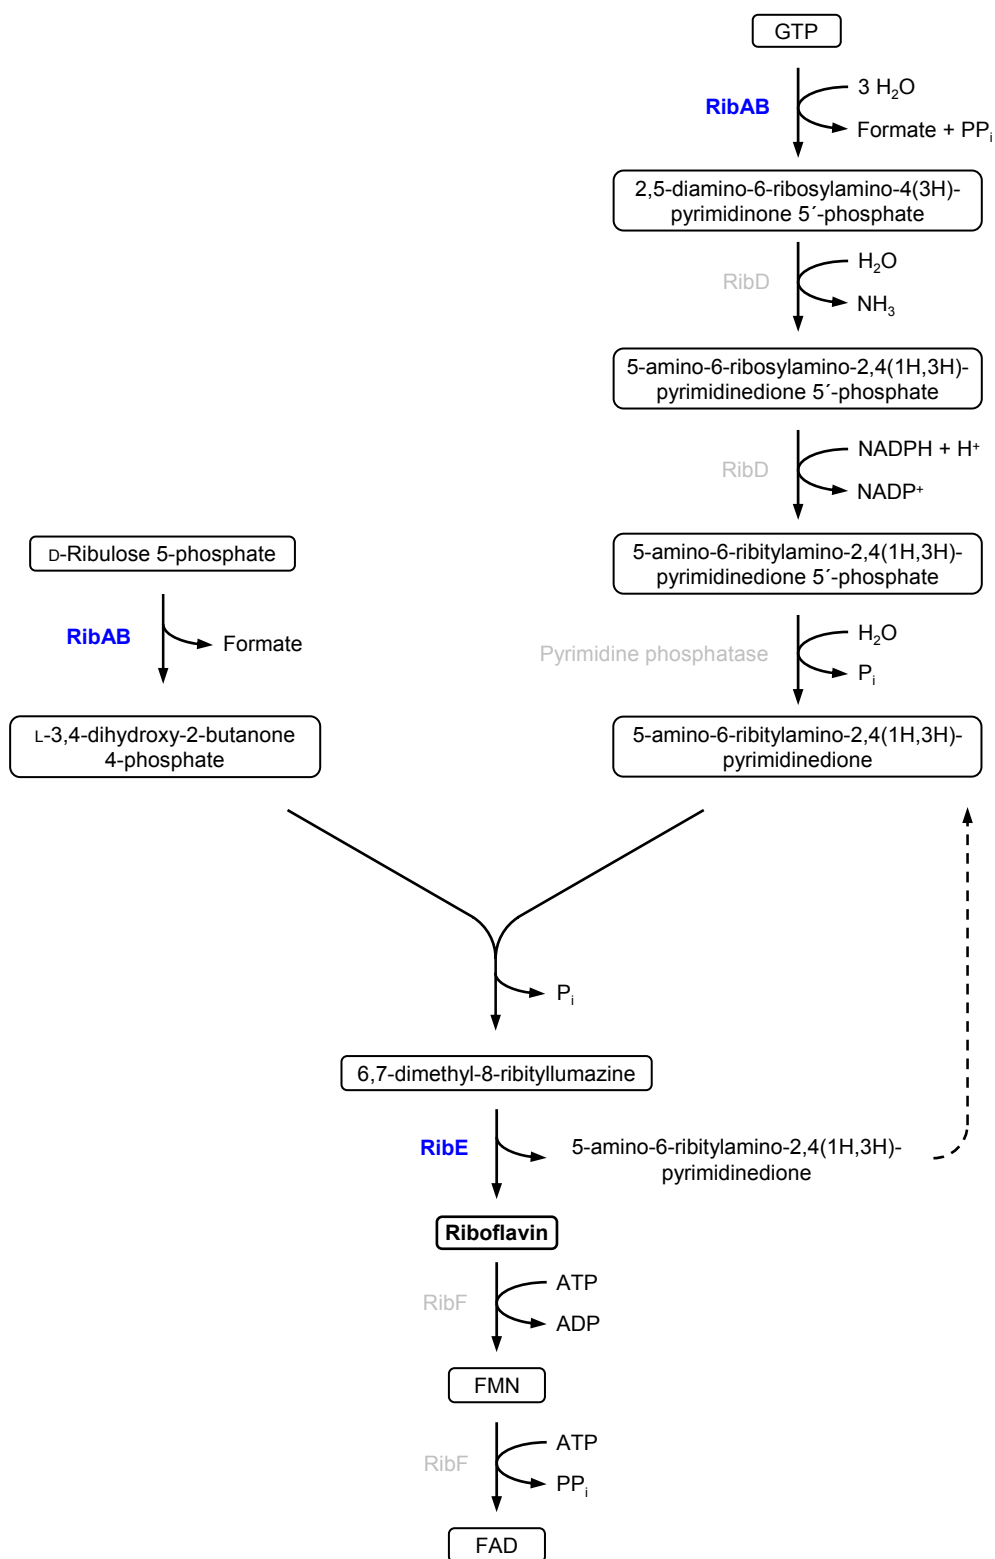 GTP
RibAB
3 H₂O
Formate + PPᵢ
2,5-diamino-6-ribosylamino-4(3H)-
pyrimidinone 5´-phosphate
RibD
H₂O
NH₃
5-amino-6-ribosylamino-2,4(1H,3H)-
pyrimidinedione 5´-phosphate
RibD
NADPH + H⁺
NADP⁺
D-Ribulose 5-phosphate
5-amino-6-ribitylamino-2,4(1H,3H)-
pyrimidinedione 5´-phosphate
RibAB
Formate
Pyrimidine phosphatase
H₂O
Pᵢ
L-3,4-dihydroxy-2-butanone
4-phosphate
5-amino-6-ribitylamino-2,4(1H,3H)-
pyrimidinedione
Pᵢ
6,7-dimethyl-8-ribityllumazine
RibE
5-amino-6-ribitylamino-2,4(1H,3H)-
pyrimidinedione
Riboflavin
RibF
ATP
ADP
FMN
RibF
ATP
PPᵢ
FAD